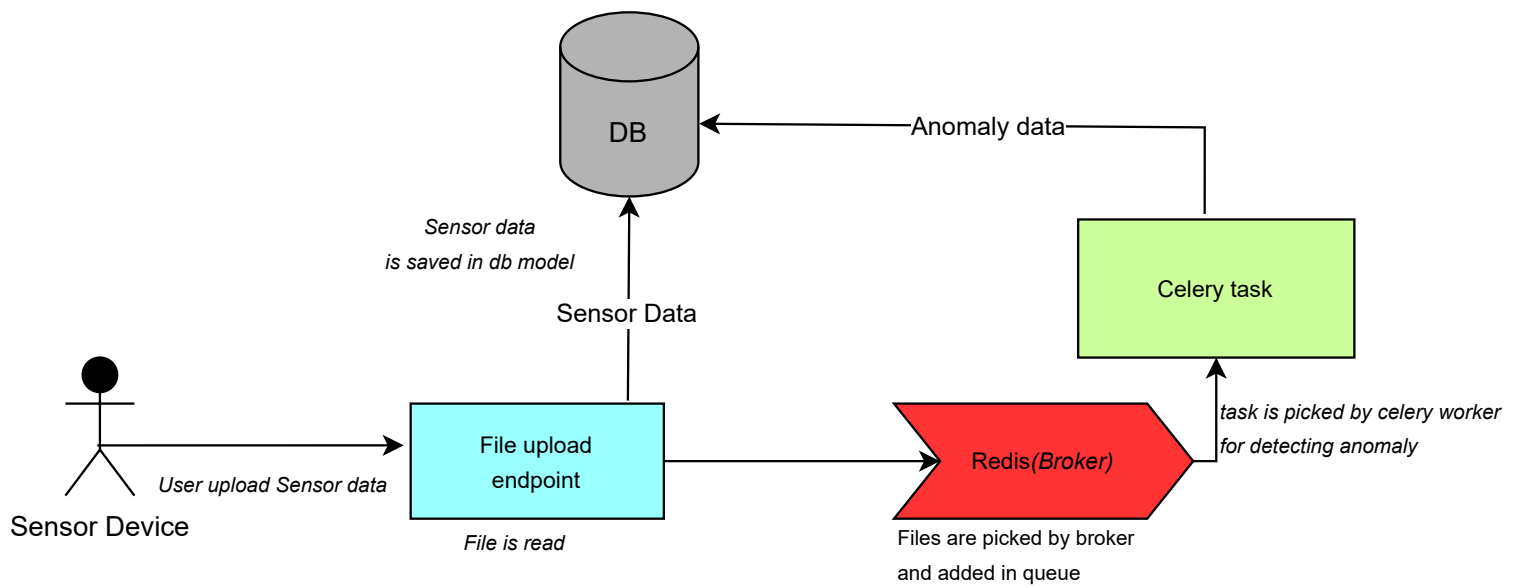 DB
Anomaly data
Sensor data
is saved in db model
Sensor Data
Celery task
task is picked by celery worker
for detecting anomaly
File upload
endpoint
Redis(Broker)
User upload Sensor data
Sensor Device
File is read
Files are picked by broker
and added in queue